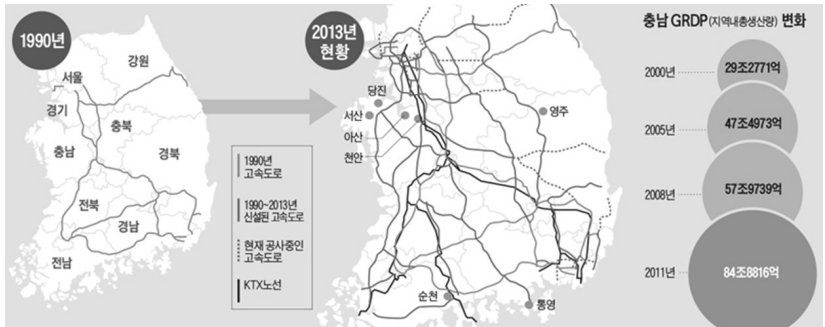 1990년
강원
서울
경기
충북
충남
경북
전북
경남
전남
1990년
고속도로
1990~2013년
신설된 고속도로
현재 공사중인
고속도로
KTX노선
2013년
현황
당진
서산
아산
천안
영주
순천
통영
충남 GRDP(지역내총생산량) 변화
2000년
29조2771억
2005년
47조4973억
2008년
57조9739억
2011년
84조8816억